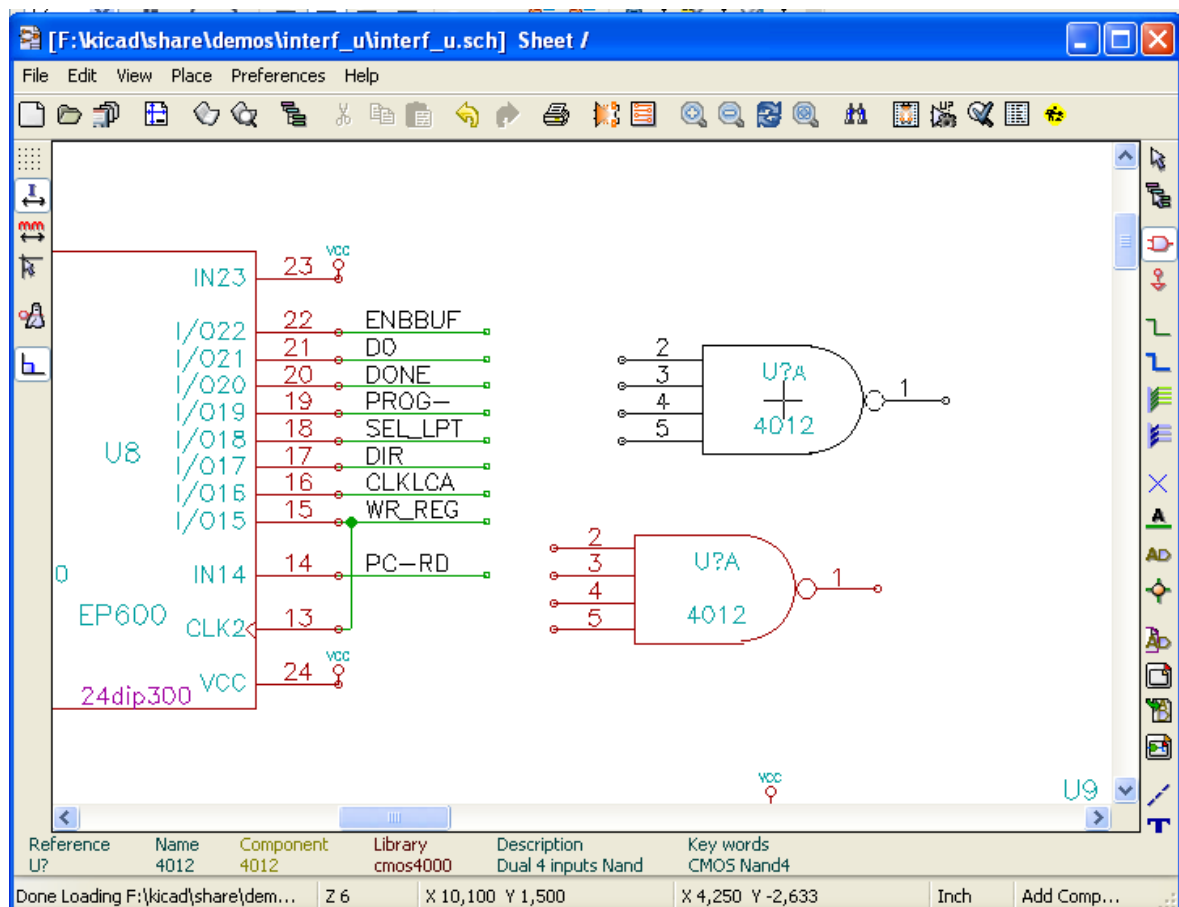 [F:\kicad\share\demos\interf_u\interf_u.sch] Sheet /
File Edit View Place Preferences Help
mm
VCC
IN23 23
I/O22 22 ENBBUF
I/O21 21 DO
I/O20 20 DONE
I/O19 19 PROG-
I/O18 18 SEL_LPT
U8
I/O17 17 DIR
I/O16 16 CLKLCA
I/O15 15 WR_REG
0 IN14 14 PC-RD
EP600 CLK2 13
VCC
VCC 24
24dip300
2
3 U?A
4 1
5 4012
2
3 U?A
4 1
5 4012
VCC
U9
Reference Name Component Library Description Key words
U? 4012 4012 cmos4000 Dual 4 inputs Nand CMOS Nand4
Done Loading F:\kicad\share\dem... Z 6 X 10,100 Y 1,500 X 4,250 Y -2,633 Inch Add Comp...